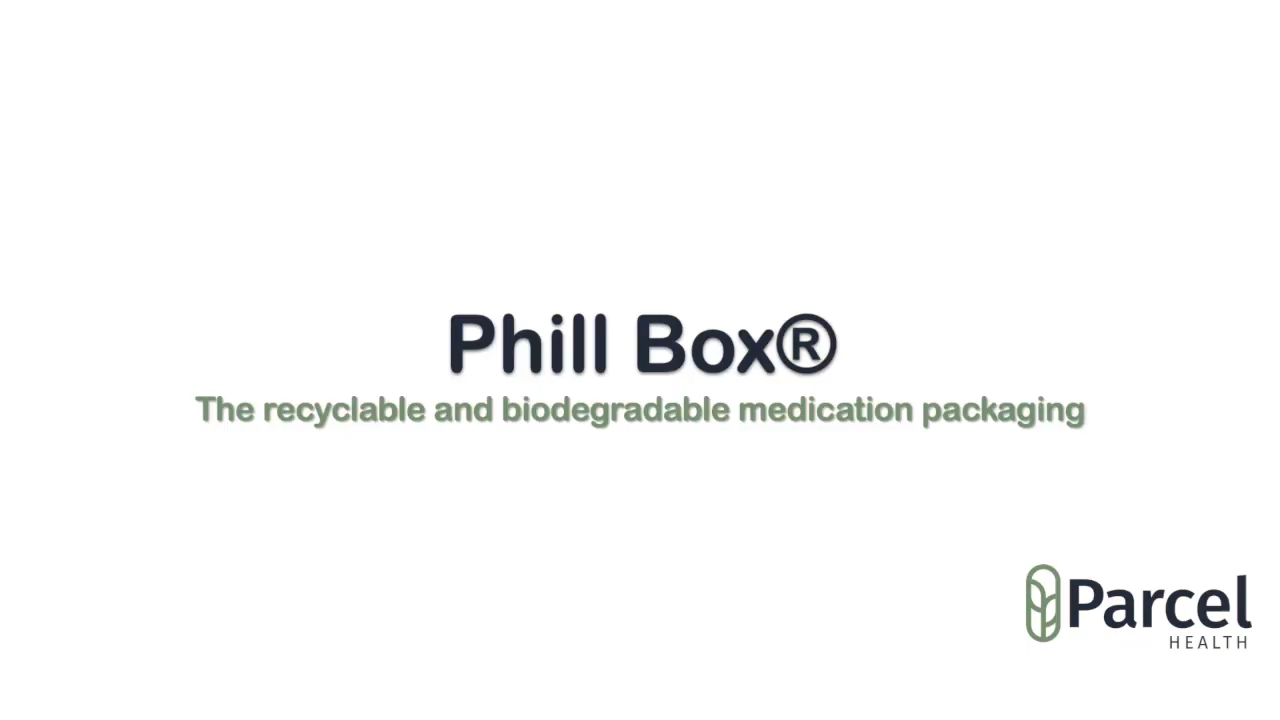 Phill Box®
The recyclable and biodegradable medication packaging
Parcel
HEALTH